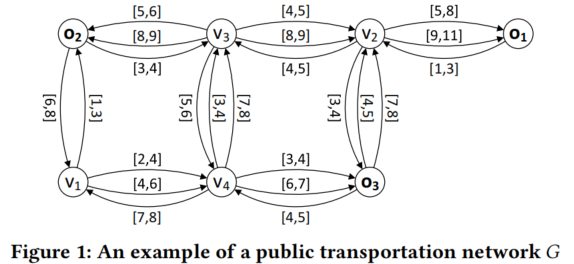 [5,6] [4,5] [5,8]
O₂ [8,9] V₃ [8,9] V₂ [9,11] O₁
[3,4] [4,5] [1,3]
[6,8] [1,3] [5,6] [3,4] [7,8] [3,4] [4,5] [7,8]
[2,4] [3,4]
V₁ [4,6] V₄ [6,7] O₃
[7,8] [4,5]
Figure 1: An example of a public transportation network G